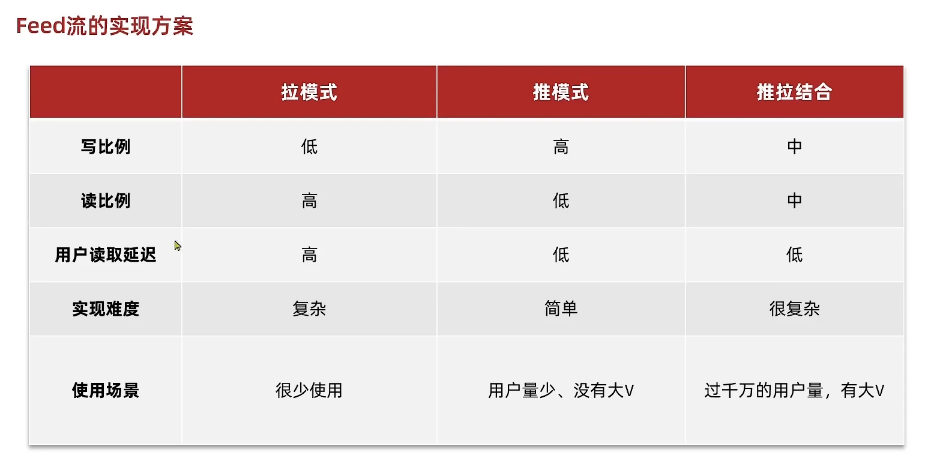 Feed流的实现方案
拉模式 推模式 推拉结合
写比例 低 高 中
读比例 高 低 中
用户读取延迟 高 低 低
实现难度 复杂 简单 很复杂
使用场景 很少使用 用户量少、没有大V 过千万的用户量，有大V